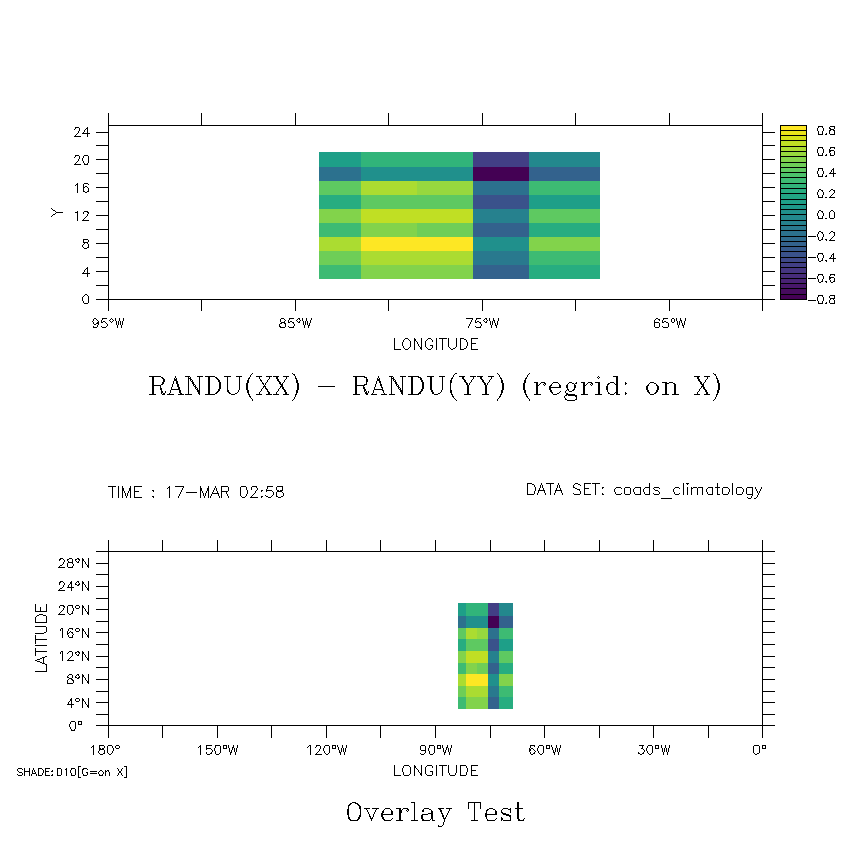 24
20
16
12
8
4
0
Y
0.8
0.6
0.4
0.2
0.0
−0.2
−0.4
−0.6
−0.8
95°W 85°W 75°W 65°W
LONGITUDE
RANDU(XX) − RANDU(YY) (regrid: on X)
TIME : 17−MAR 02:58
DATA SET: coads_climatology
28°N
24°N
20°N
16°N
12°N
8°N
4°N
0°
LATITUDE
180° 150°W 120°W 90°W 60°W 30°W 0°
LONGITUDE
SHADE:D10[G=on X]
Overlay Test